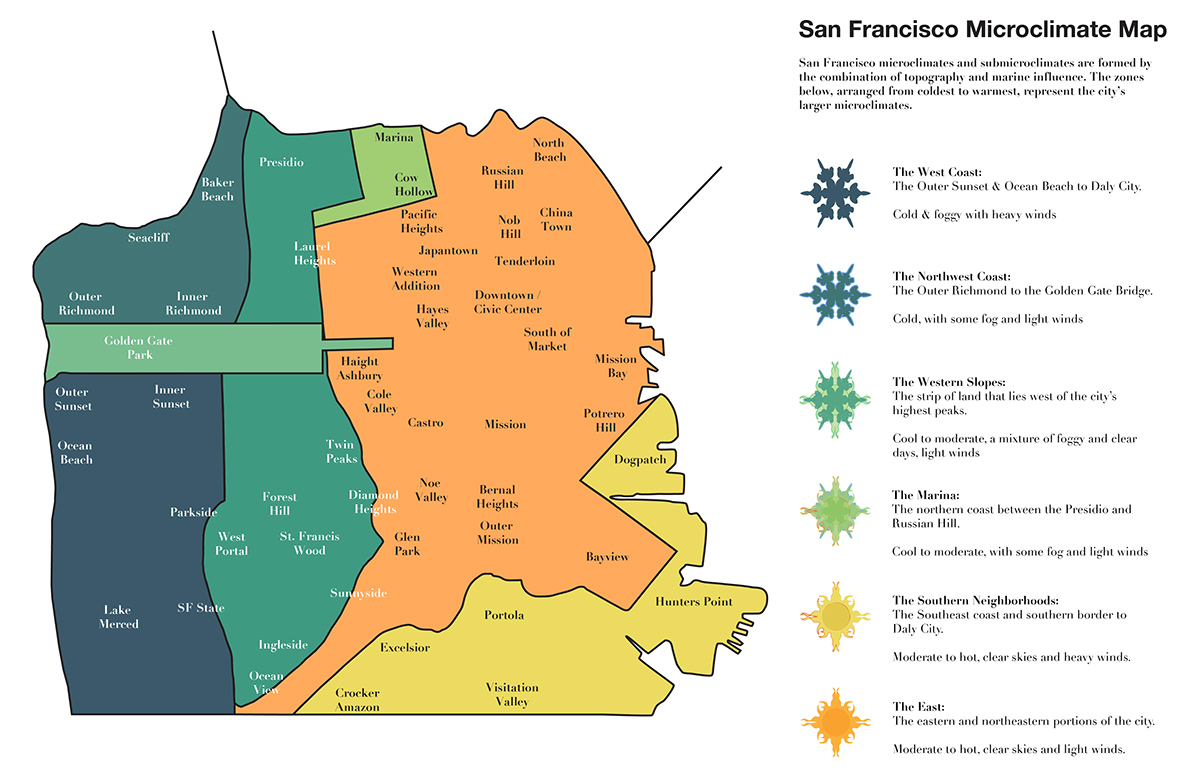 San Francisco Microclimate Map
San Francisco microclimates and submicroclimates are formed by
the combination of topography and marine influence. The zones
below, arranged from coldest to warmest, represent the city's
larger microclimates.
The West Coast:
The Outer Sunset & Ocean Beach to Daly City.
Cold & foggy with heavy winds
The Northwest Coast:
The Outer Richmond to the Golden Gate Bridge.
Cold, with some fog and light winds
The Western Slopes:
The strip of land that lies west of the city's
highest peaks.
Cool to moderate, a mixture of foggy and clear
days, light winds
The Marina:
The northern coast between the Presidio and
Russian Hill.
Cool to moderate, with some fog and light winds
The Southern Neighborhoods:
The Southeast coast and southern border to
Daly City.
Moderate to hot, clear skies and heavy winds.
The East:
The eastern and northeastern portions of the city.
Moderate to hot, clear skies and light winds.
Marina
North
Beach
Presidio
Russian
Hill
Cow
Hollow
Baker
Beach
Pacific
Heights
Nob
Hill
China
Town
Seacliff
Laurel
Heights
Japantown
Tenderloin
Western
Addition
Outer
Richmond
Inner
Richmond
Hayes
Valley
Downtown /
Civic Center
Golden Gate
Park
South of
Market
Haight
Ashbury
Mission
Bay
Outer
Sunset
Inner
Sunset
Cole
Valley
Castro
Mission
Potrero
Hill
Ocean
Beach
Twin
Peaks
Dogpatch
Parkside
Forest
Hill
Diamond
Heights
Noe
Valley
Bernal
Heights
West
Portal
St. Francis
Wood
Glen
Park
Outer
Mission
Bayview
Lake
Merced
SF State
Sunnyside
Portola
Hunters Point
Ingleside
Excelsior
Ocean
View
Crocker
Amazon
Visitation
Valley